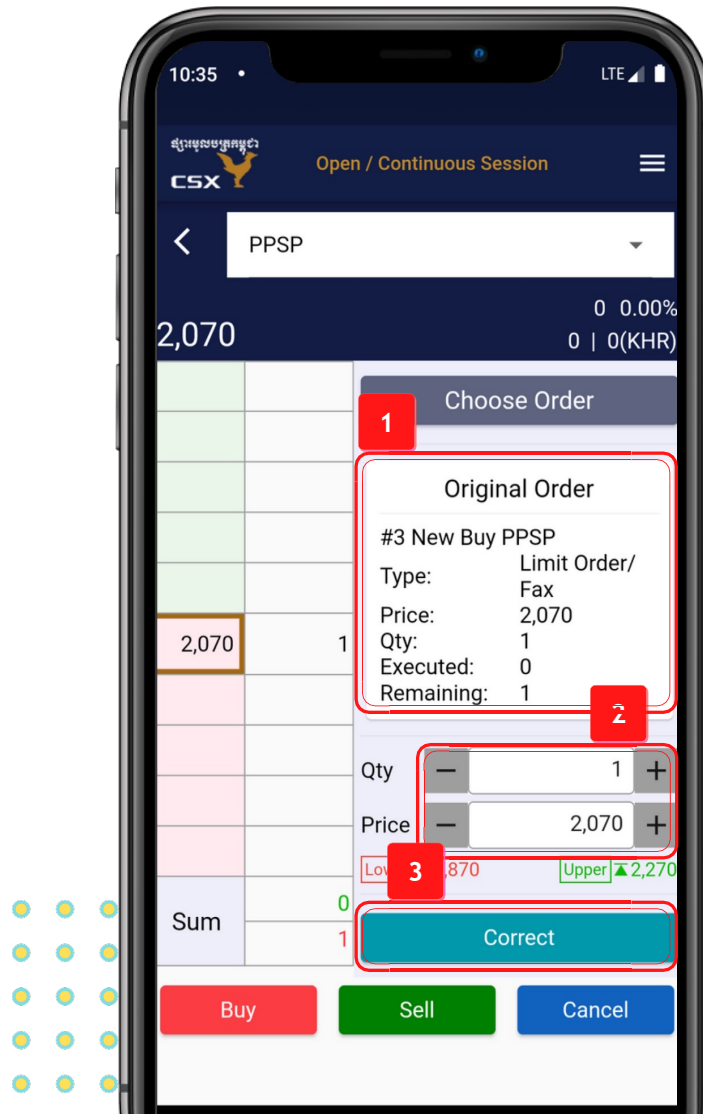 10:35
LTE
ផ្សារមូលបត្រកម្ពុជា
CSX
Open / Continuous Session
PPSP
0 0.00%
2,070
0 | 0(KHR)
Choose Order
1
Original Order
#3 New Buy PPSP
Type: Limit Order/
Fax
Price: 2,070
2,070 1
Qty: 1
Executed: 0
Remaining: 1
2
Qty − 1 +
Price − 2,070 +
3
Upper 2,270
Sum
0
1
Correct
Buy Sell Cancel